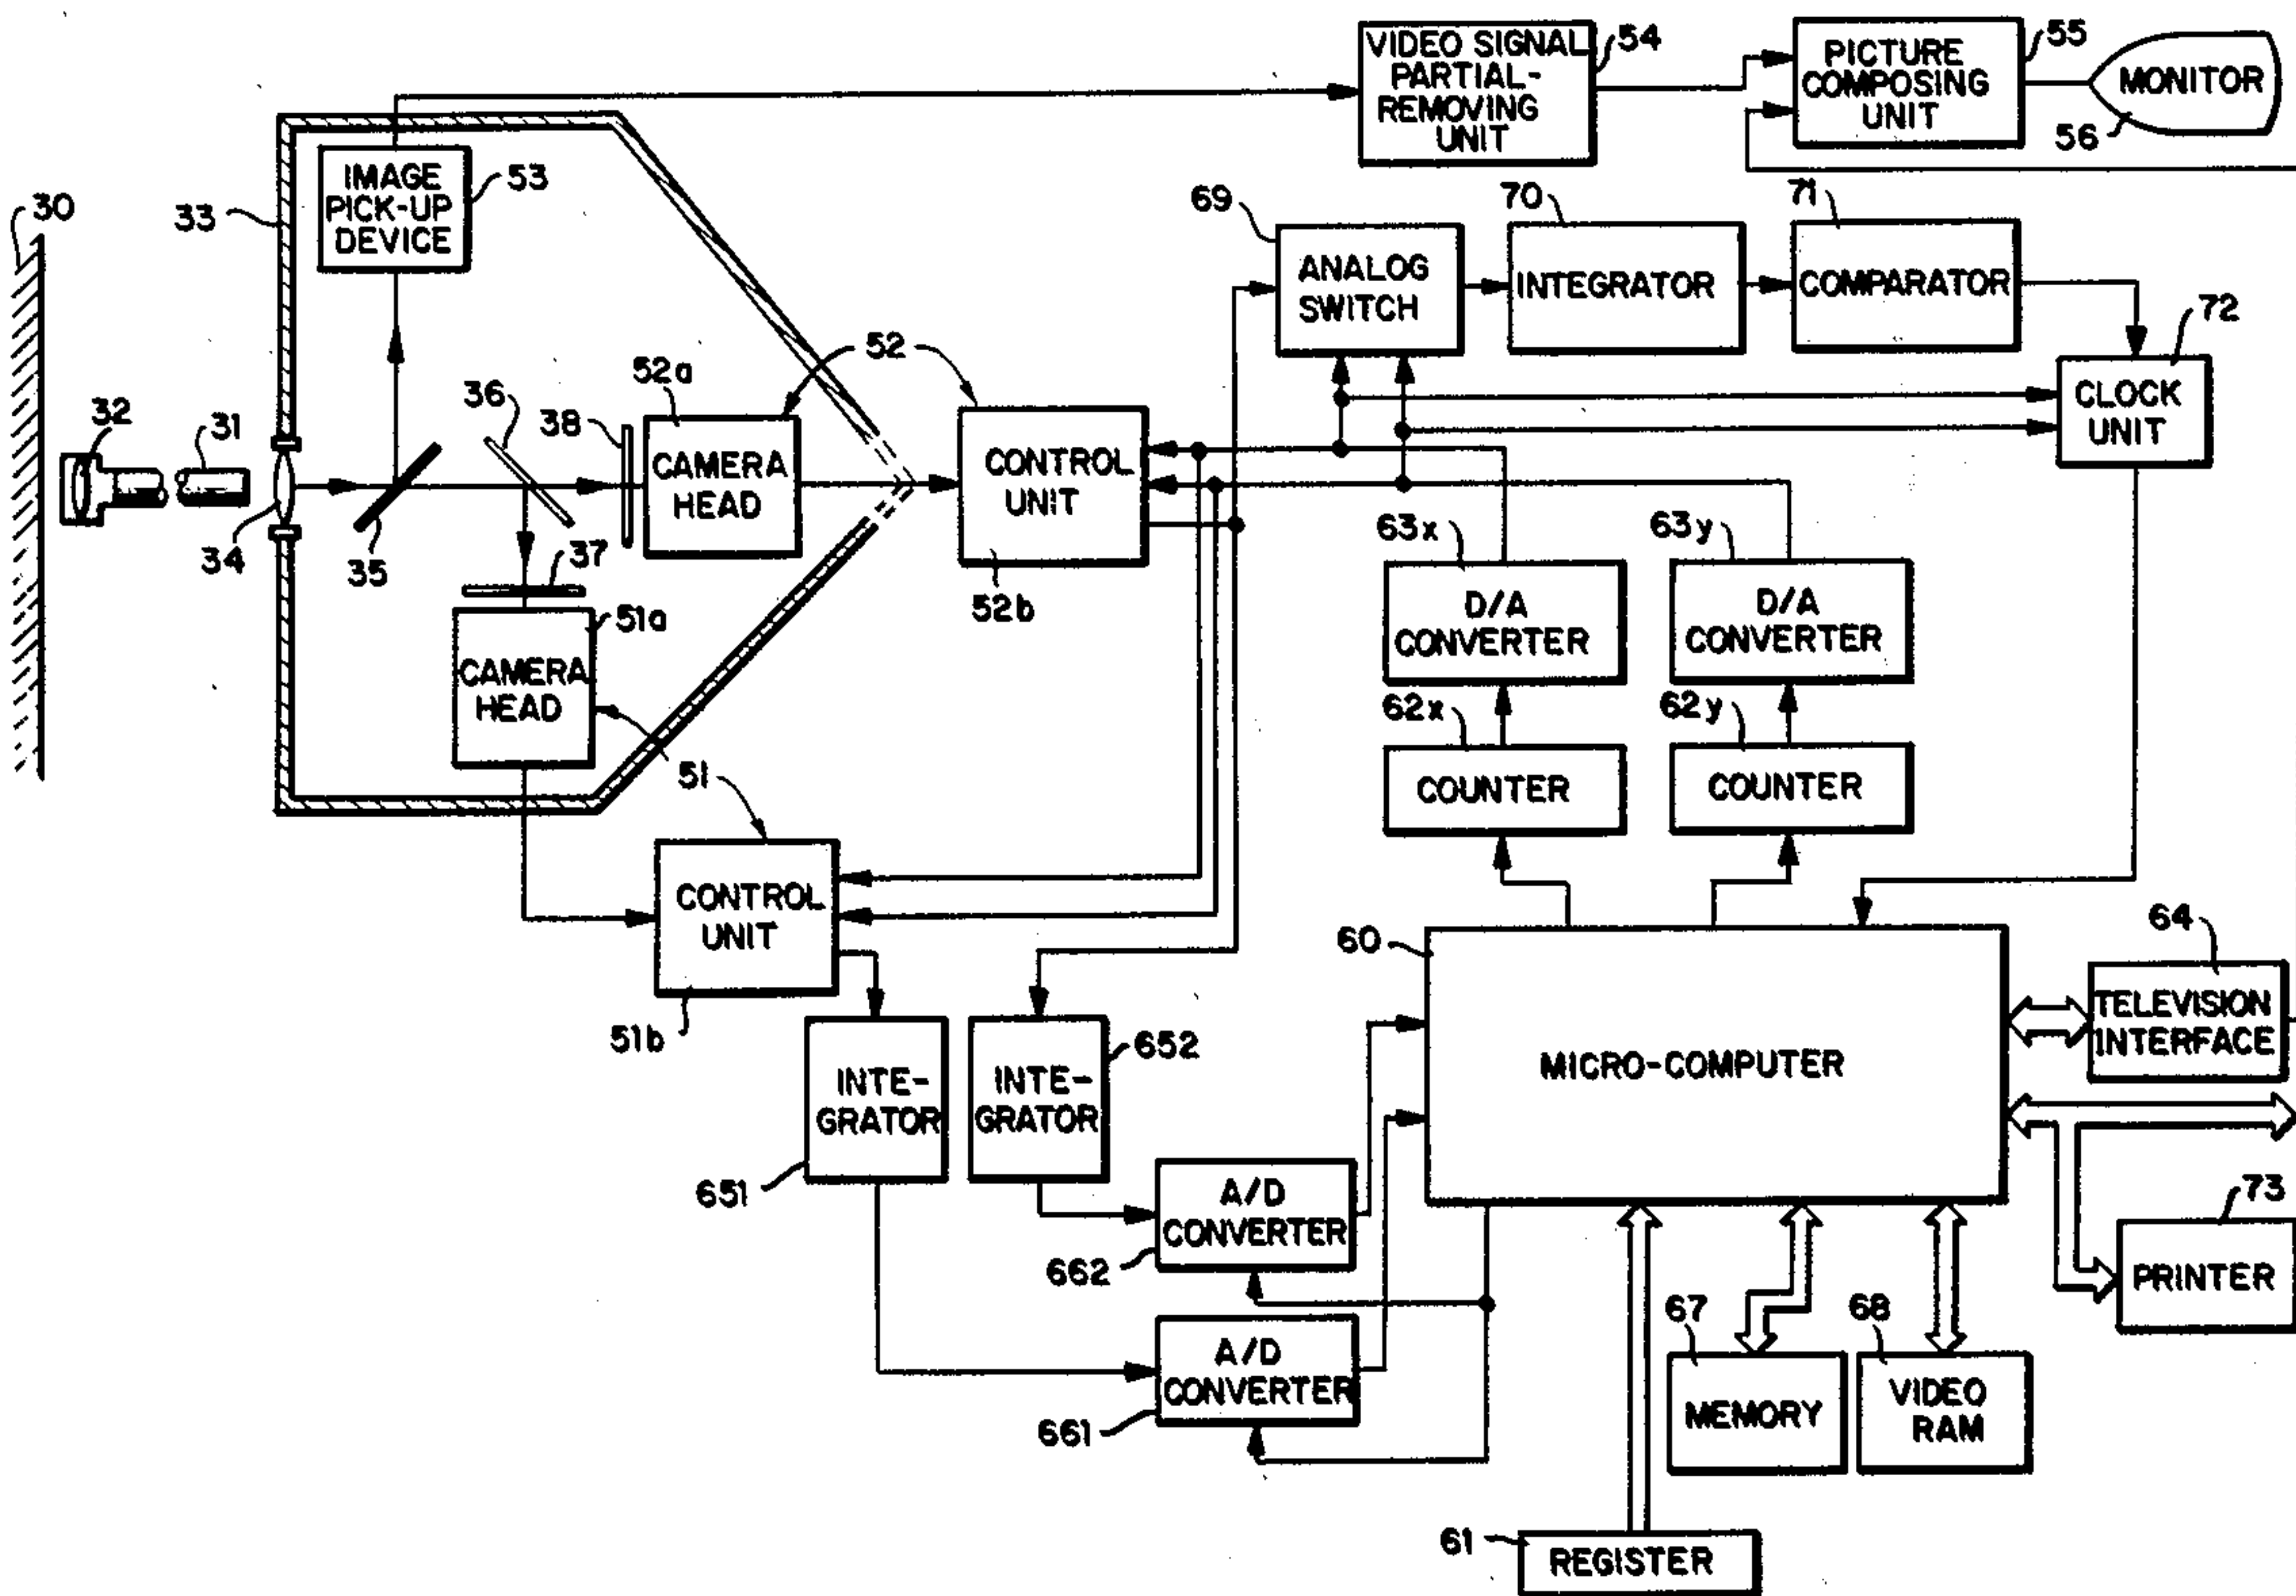 VIDEO SIGNAL
PARTIAL-
REMOVING
UNIT
54
PICTURE
COMPOSING
UNIT
55
MONITOR
56
IMAGE
PICK-UP
DEVICE
53
30
33
69
ANALOG
SWITCH
70
INTEGRATOR
71
COMPARATOR
72
CLOCK
UNIT
32
31
34
35
36
38
37
52
52a
CAMERA
HEAD
CONTROL
UNIT
52b
51a
CAMERA
HEAD
51
CONTROL
UNIT
51b
63x
D/A
CONVERTER
63y
D/A
CONVERTER
62x
COUNTER
62y
COUNTER
60
MICRO-COMPUTER
64
TELEVISION
INTERFACE
INTE-
GRATOR
651
INTE-
GRATOR
652
A/D
CONVERTER
662
A/D
CONVERTER
661
73
PRINTER
67
MEMORY
68
VIDEO
RAM
61
REGISTER